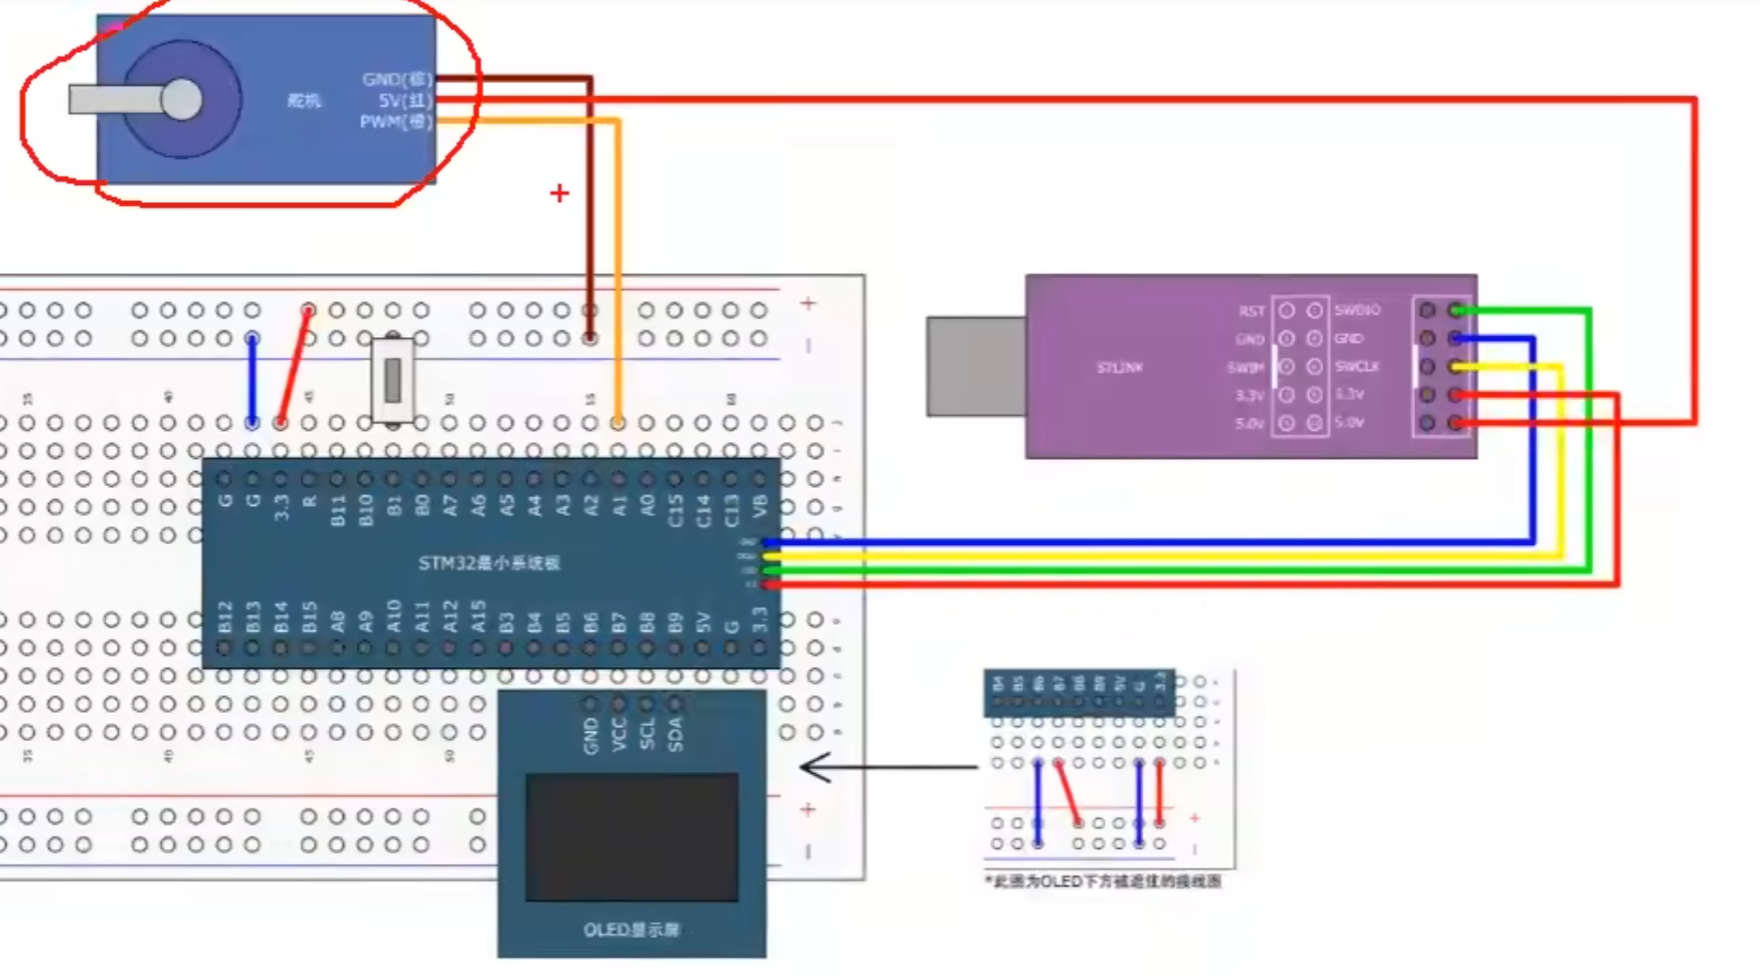 GND(棕)
5V(红)
PWM(橙)
舵机
+
+
—
35
40
45
50
55
60
RST
GND
SWIM
3.3V
5.0V
SWDIO
GND
SWCLK
3.3V
5.0V
STLINK
G G 3.3 R B11 B10 B1 B0 A7 A6 A5 A4 A3 A2 A1 A0 C15 C14 C13 VB
STM32最小系统板
B12 B13 B14 B15 A8 A9 A10 A11 A12 A15 B3 B4 B5 B6 B7 B8 B9 5V G 3.3
GND VCC SCL SDA
35
40
45
50
+
—
OLED显示屏
B4 B5 B6 B7 B8 B9 5V G 3.3
+
—
*此图为OLED下方被遮住的接线图